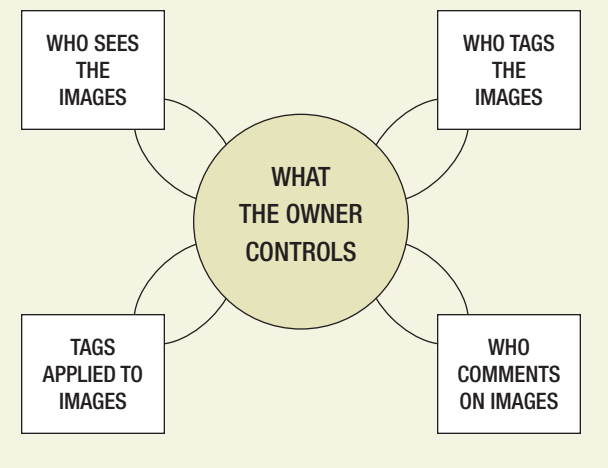 WHO SEES
THE
IMAGES
WHO TAGS
THE
IMAGES
WHAT
THE OWNER
CONTROLS
TAGS
APPLIED TO
IMAGES
WHO
COMMENTS
ON IMAGES